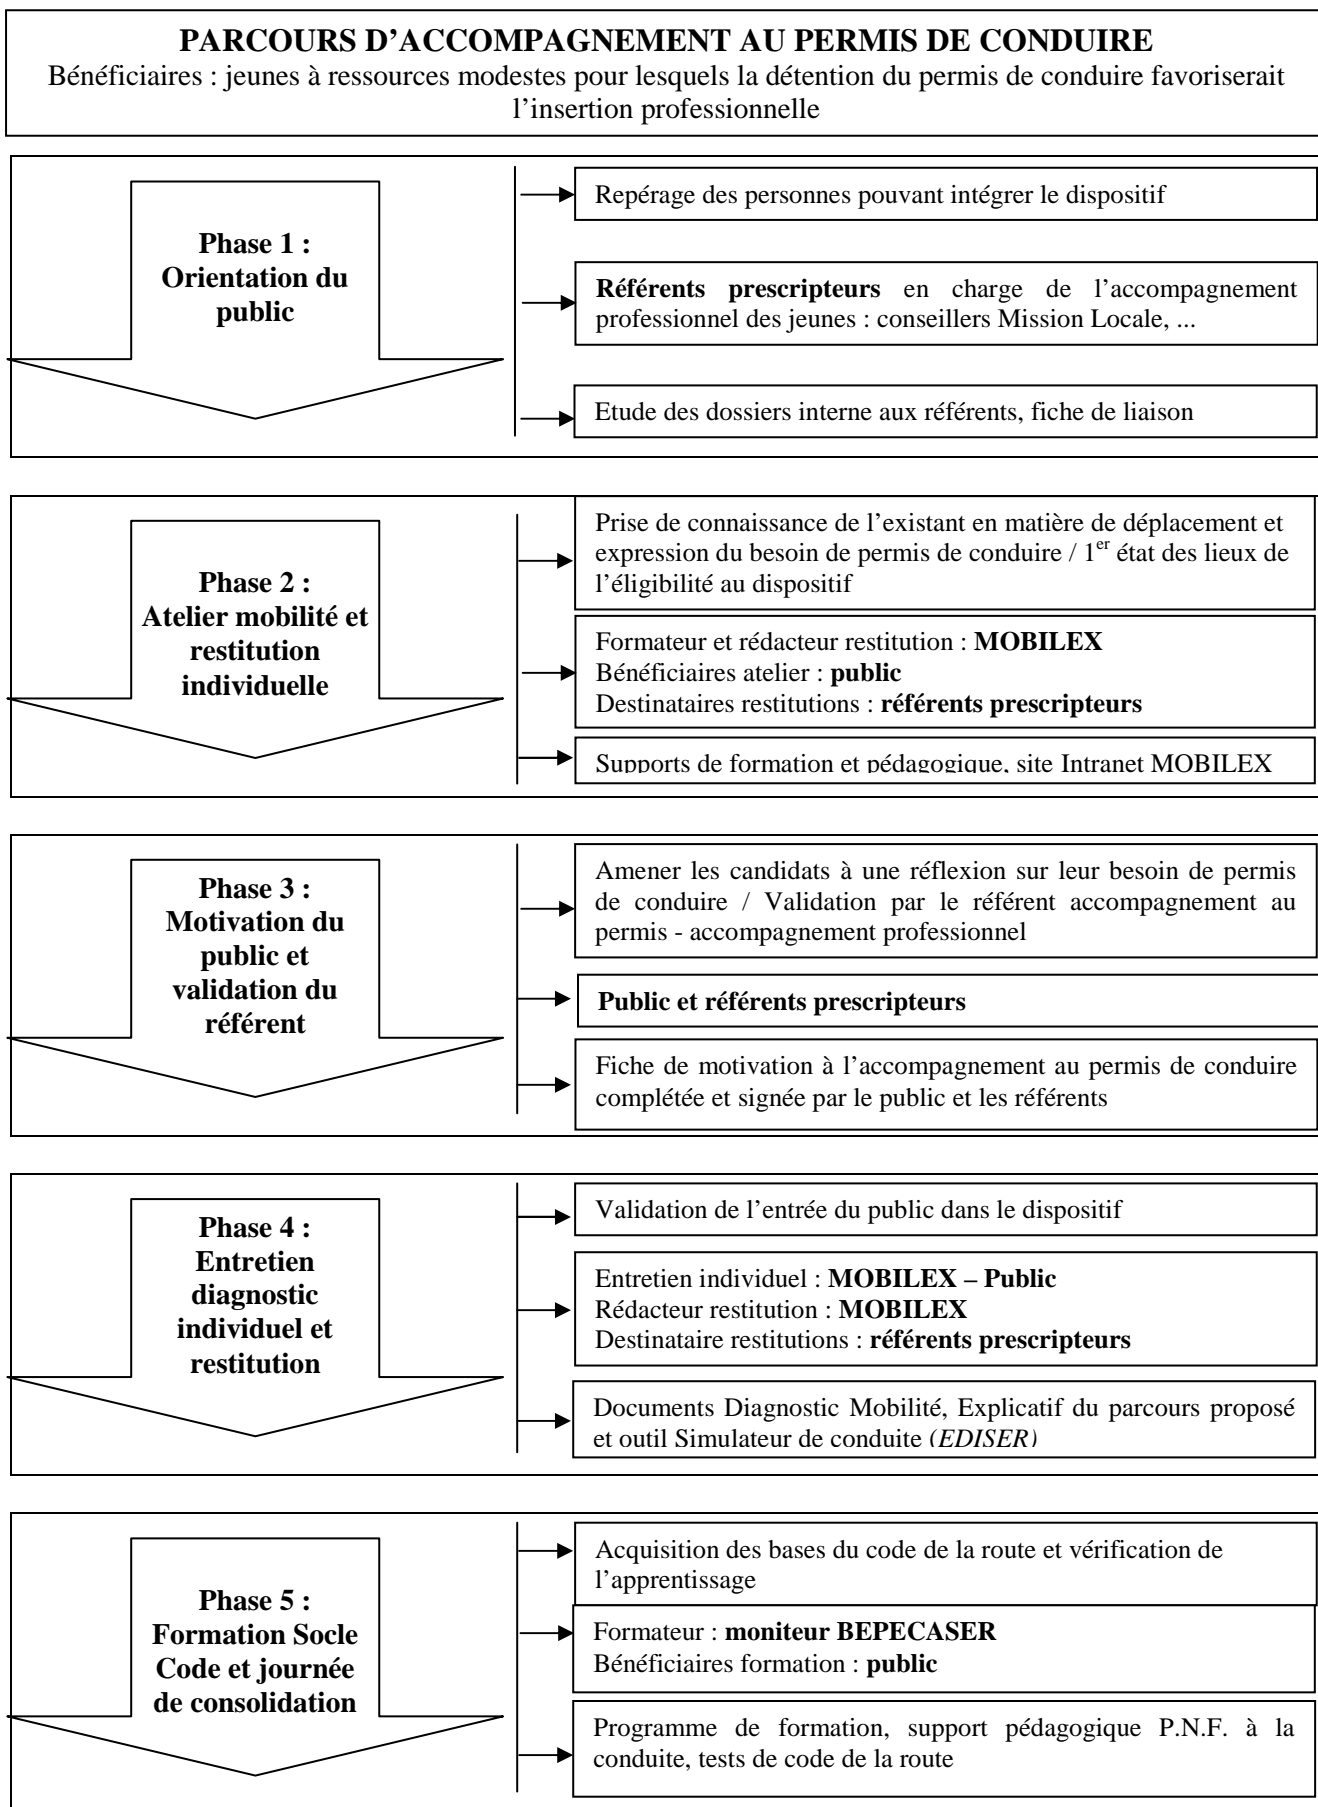 PARCOURS D’ACCOMPAGNEMENT AU PERMIS DE CONDUIRE
Bénéficiaires : jeunes à ressources modestes pour lesquels la détention du permis de conduire favoriserait
l’insertion professionnelle
Phase 1 :
Orientation du
public
Repérage des personnes pouvant intégrer le dispositif
Référents prescripteurs en charge de l’accompagnement
professionnel des jeunes : conseillers Mission Locale, ...
Etude des dossiers interne aux référents, fiche de liaison
Phase 2 :
Atelier mobilité et
restitution
individuelle
Prise de connaissance de l’existant en matière de déplacement et
expression du besoin de permis de conduire / 1er état des lieux de
l’éligibilité au dispositif
Formateur et rédacteur restitution : MOBILEX
Bénéficiaires atelier : public
Destinataires restitutions : référents prescripteurs
Supports de formation et pédagogique, site Intranet MOBILEX
Phase 3 :
Motivation du
public et
validation du
référent
Amener les candidats à une réflexion sur leur besoin de permis
de conduire / Validation par le référent accompagnement au
permis - accompagnement professionnel
Public et référents prescripteurs
Fiche de motivation à l’accompagnement au permis de conduire
complétée et signée par le public et les référents
Phase 4 :
Entretien
diagnostic
individuel et
restitution
Validation de l’entrée du public dans le dispositif
Entretien individuel : MOBILEX – Public
Rédacteur restitution : MOBILEX
Destinataire restitutions : référents prescripteurs
Documents Diagnostic Mobilité, Explicatif du parcours proposé
et outil Simulateur de conduite (EDISER)
Phase 5 :
Formation Socle
Code et journée
de consolidation
Acquisition des bases du code de la route et vérification de
l’apprentissage
Formateur : moniteur BEPECASER
Bénéficiaires formation : public
Programme de formation, support pédagogique P.N.F. à la
conduite, tests de code de la route